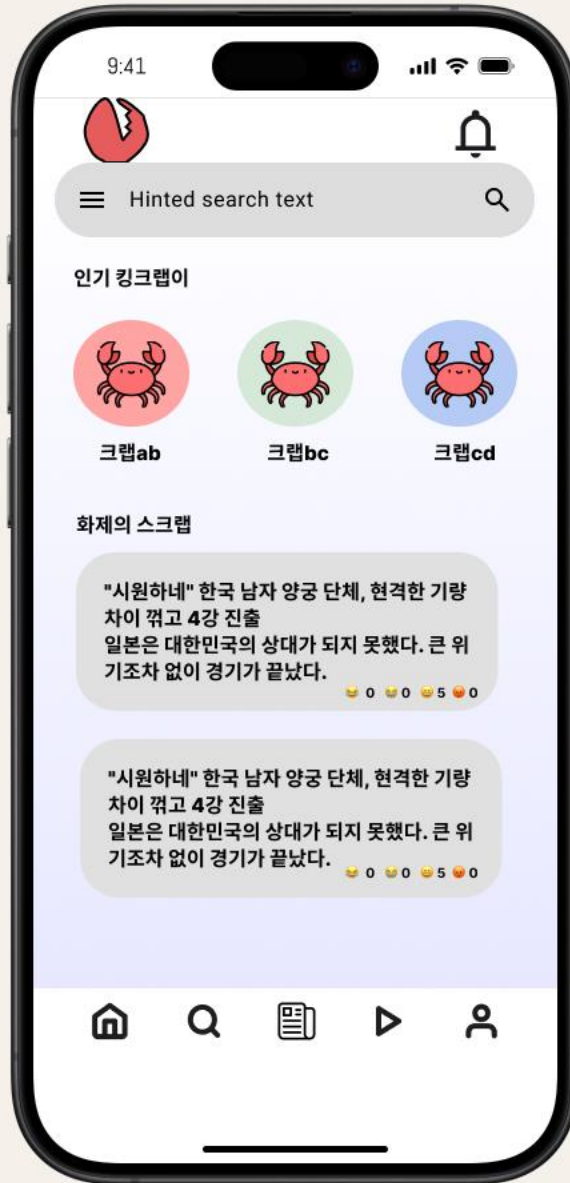 9:41
Hinted search text
인기 킹크랩이
크랩ab
크랩bc
크랩cd
화제의 스크랩
"시원하네" 한국 남자 양궁 단체, 현격한 기량
차이 꺾고 4강 진출
일본은 대한민국의 상대가 되지 못했다. 큰 위
기조차 없이 경기가 끝났다.
😂 0 😭 0 😄 5 😡 0
"시원하네" 한국 남자 양궁 단체, 현격한 기량
차이 꺾고 4강 진출
일본은 대한민국의 상대가 되지 못했다. 큰 위
기조차 없이 경기가 끝났다.
😂 0 😭 0 😄 5 😡 0